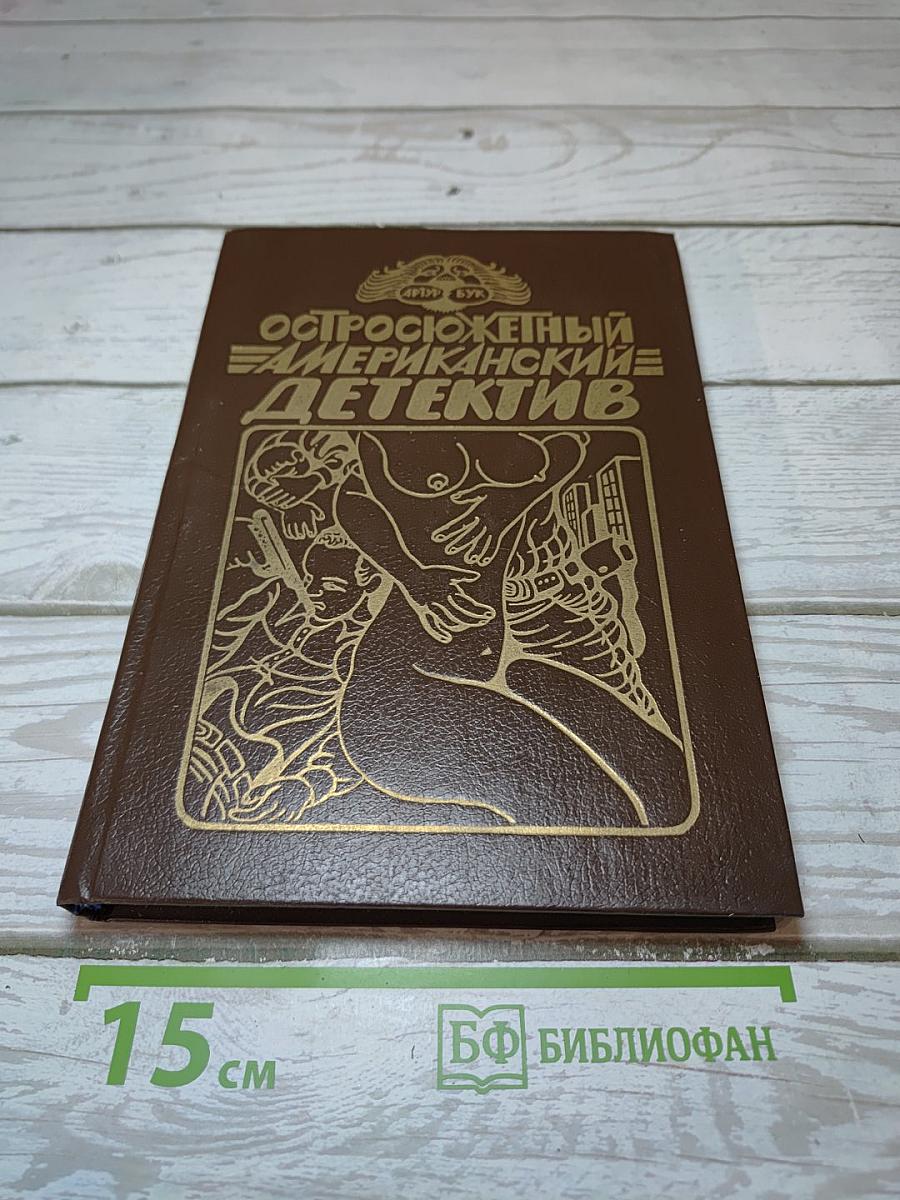 АРТУР БУК
ОСТРОСЮЖЕТНЫЙ
АМЕРИКАНСКИЙ
ДЕТЕКТИВ
15 см
БФ БИБЛИОФАН